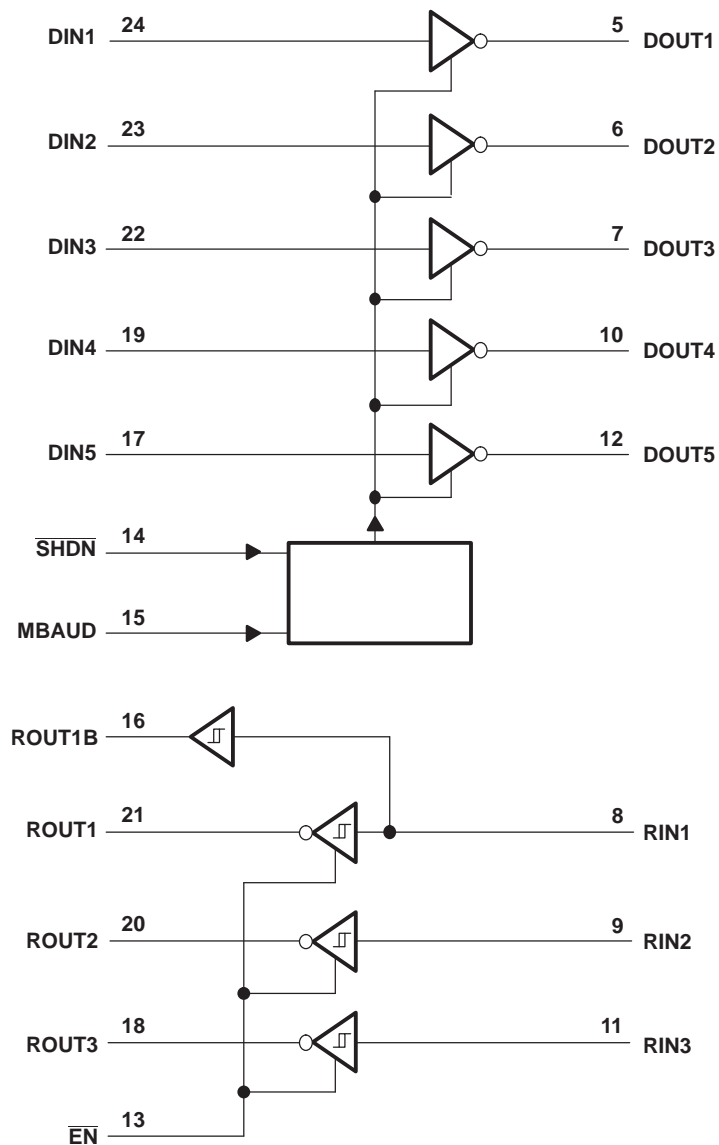 DIN1 24 5 DOUT1
DIN2 23 6 DOUT2
DIN3 22 7 DOUT3
DIN4 19 10 DOUT4
DIN5 17 12 DOUT5
S̅H̅D̅N̅ 14
MBAUD 15
ROUT1B 16
ROUT1 21 8 RIN1
ROUT2 20 9 RIN2
ROUT3 18 11 RIN3
E̅N̅ 13